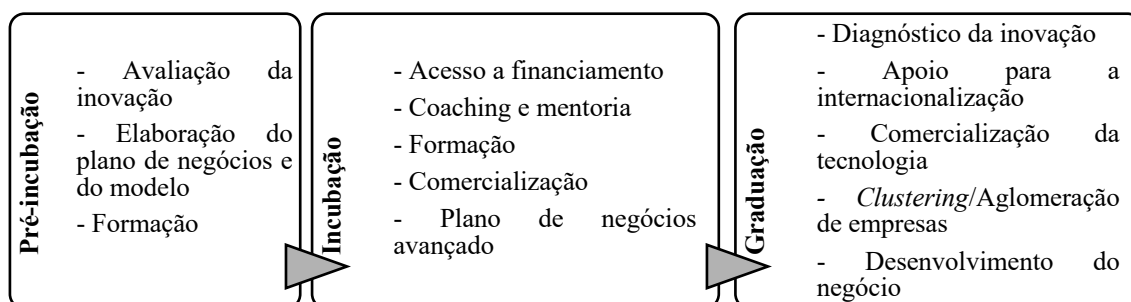 Pré-incubação
- Avaliação da
inovação
- Elaboração do
plano de negócios e
do modelo
- Formação
Incubação
- Acesso a financiamento
- Coaching e mentoria
- Formação
- Comercialização
- Plano de negócios
avançado
Graduação
- Diagnóstico da inovação
- Apoio para a
internacionalização
- Comercialização da
tecnologia
- Clustering/Aglomeração
de empresas
- Desenvolvimento do
negócio